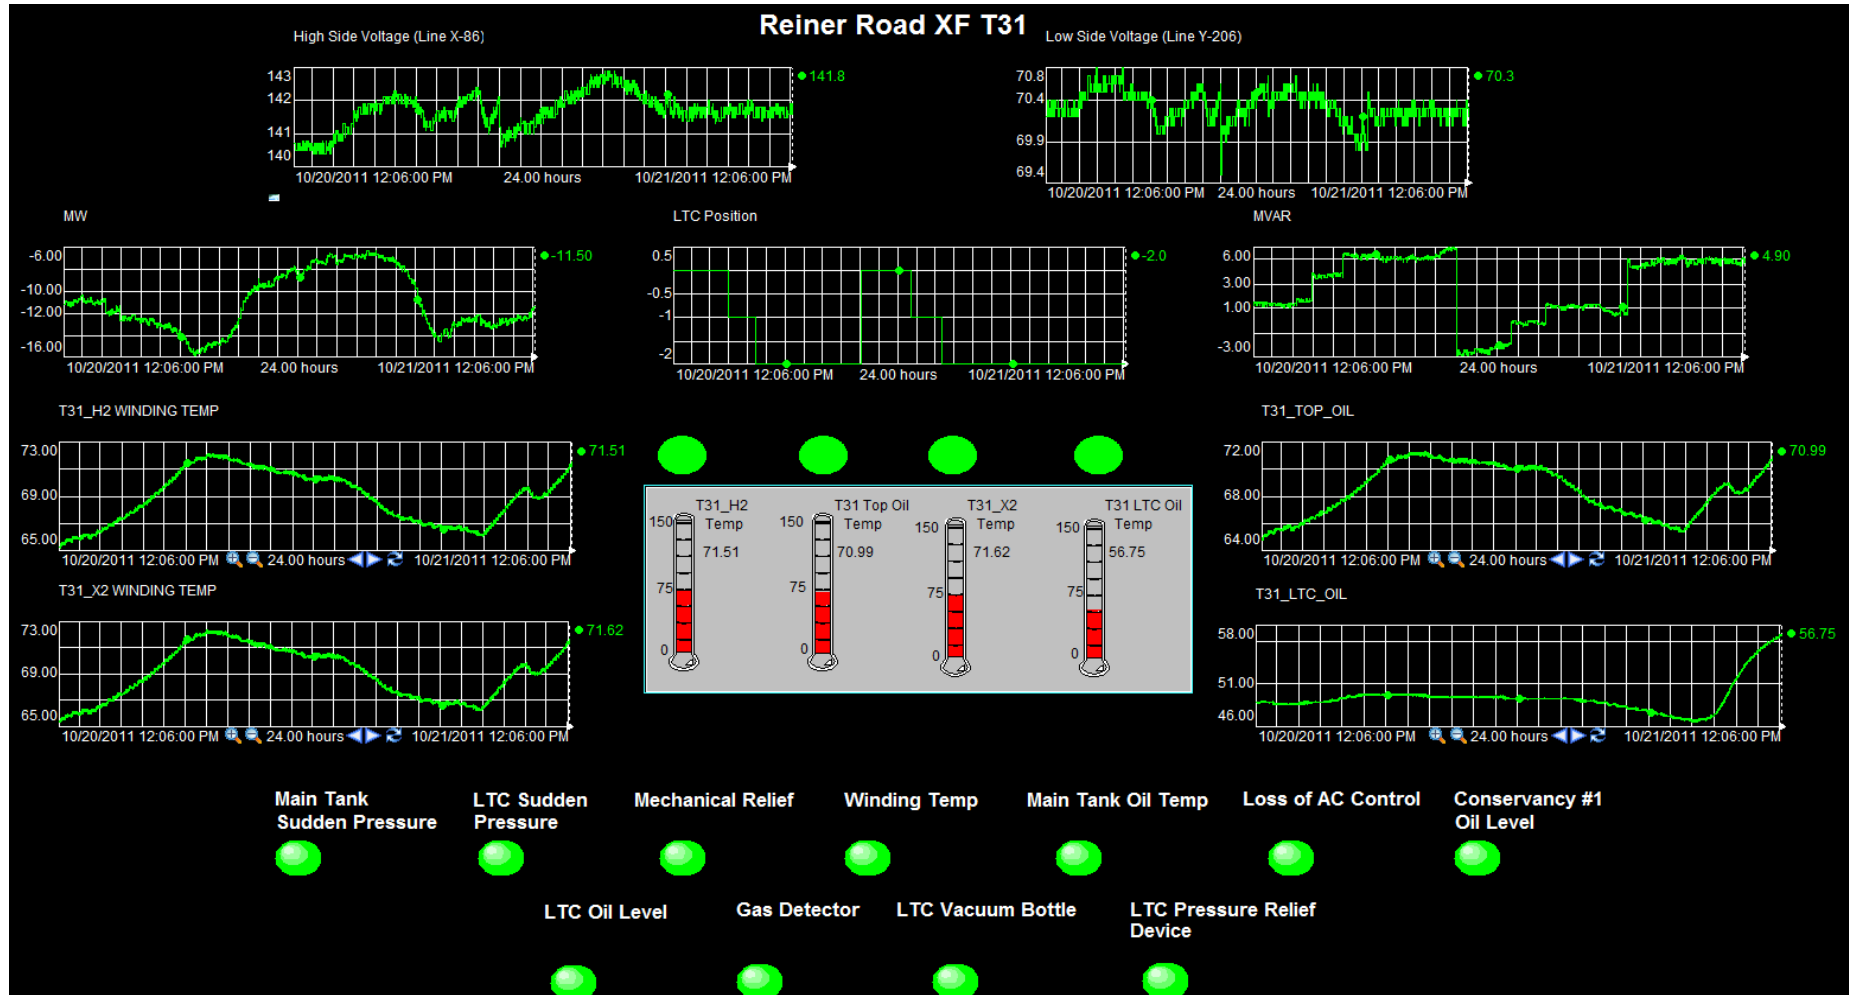 Reiner Road XF T31
High Side Voltage (Line X-86)
143
142
141
140
141.8
10/20/2011 12:06:00 PM 24.00 hours 10/21/2011 12:06:00 PM
Low Side Voltage (Line Y-206)
70.8
70.4
69.9
69.4
70.3
10/20/2011 12:06:00 PM 24.00 hours 10/21/2011 12:06:00 PM
MW
-6.00
-10.00
-12.00
-16.00
-11.50
10/20/2011 12:06:00 PM 24.00 hours 10/21/2011 12:06:00 PM
LTC Position
0.5
-0.5
-1
-2
-2.0
10/20/2011 12:06:00 PM 24.00 hours 10/21/2011 12:06:00 PM
MVAR
6.00
3.00
1.00
-3.00
4.90
10/20/2011 12:06:00 PM 24.00 hours 10/21/2011 12:06:00 PM
T31_H2 WINDING TEMP
73.00
69.00
65.00
71.51
10/20/2011 12:06:00 PM 24.00 hours 10/21/2011 12:06:00 PM
T31_X2 WINDING TEMP
73.00
69.00
65.00
71.62
10/20/2011 12:06:00 PM 24.00 hours 10/21/2011 12:06:00 PM
T31_H2
Temp
150
71.51
75
0
T31 Top Oil
Temp
150
70.99
75
0
T31_X2
Temp
150
71.62
75
0
T31 LTC Oil
Temp
150
56.75
75
0
T31_TOP_OIL
72.00
68.00
64.00
70.99
10/20/2011 12:06:00 PM 24.00 hours 10/21/2011 12:06:00 PM
T31_LTC_OIL
58.00
51.00
46.00
56.75
10/20/2011 12:06:00 PM 24.00 hours 10/21/2011 12:06:00 PM
Main Tank
Sudden Pressure
LTC Sudden
Pressure
Mechanical Relief
Winding Temp
Main Tank Oil Temp
Loss of AC Control
Conservancy #1
Oil Level
LTC Oil Level
Gas Detector
LTC Vacuum Bottle
LTC Pressure Relief
Device